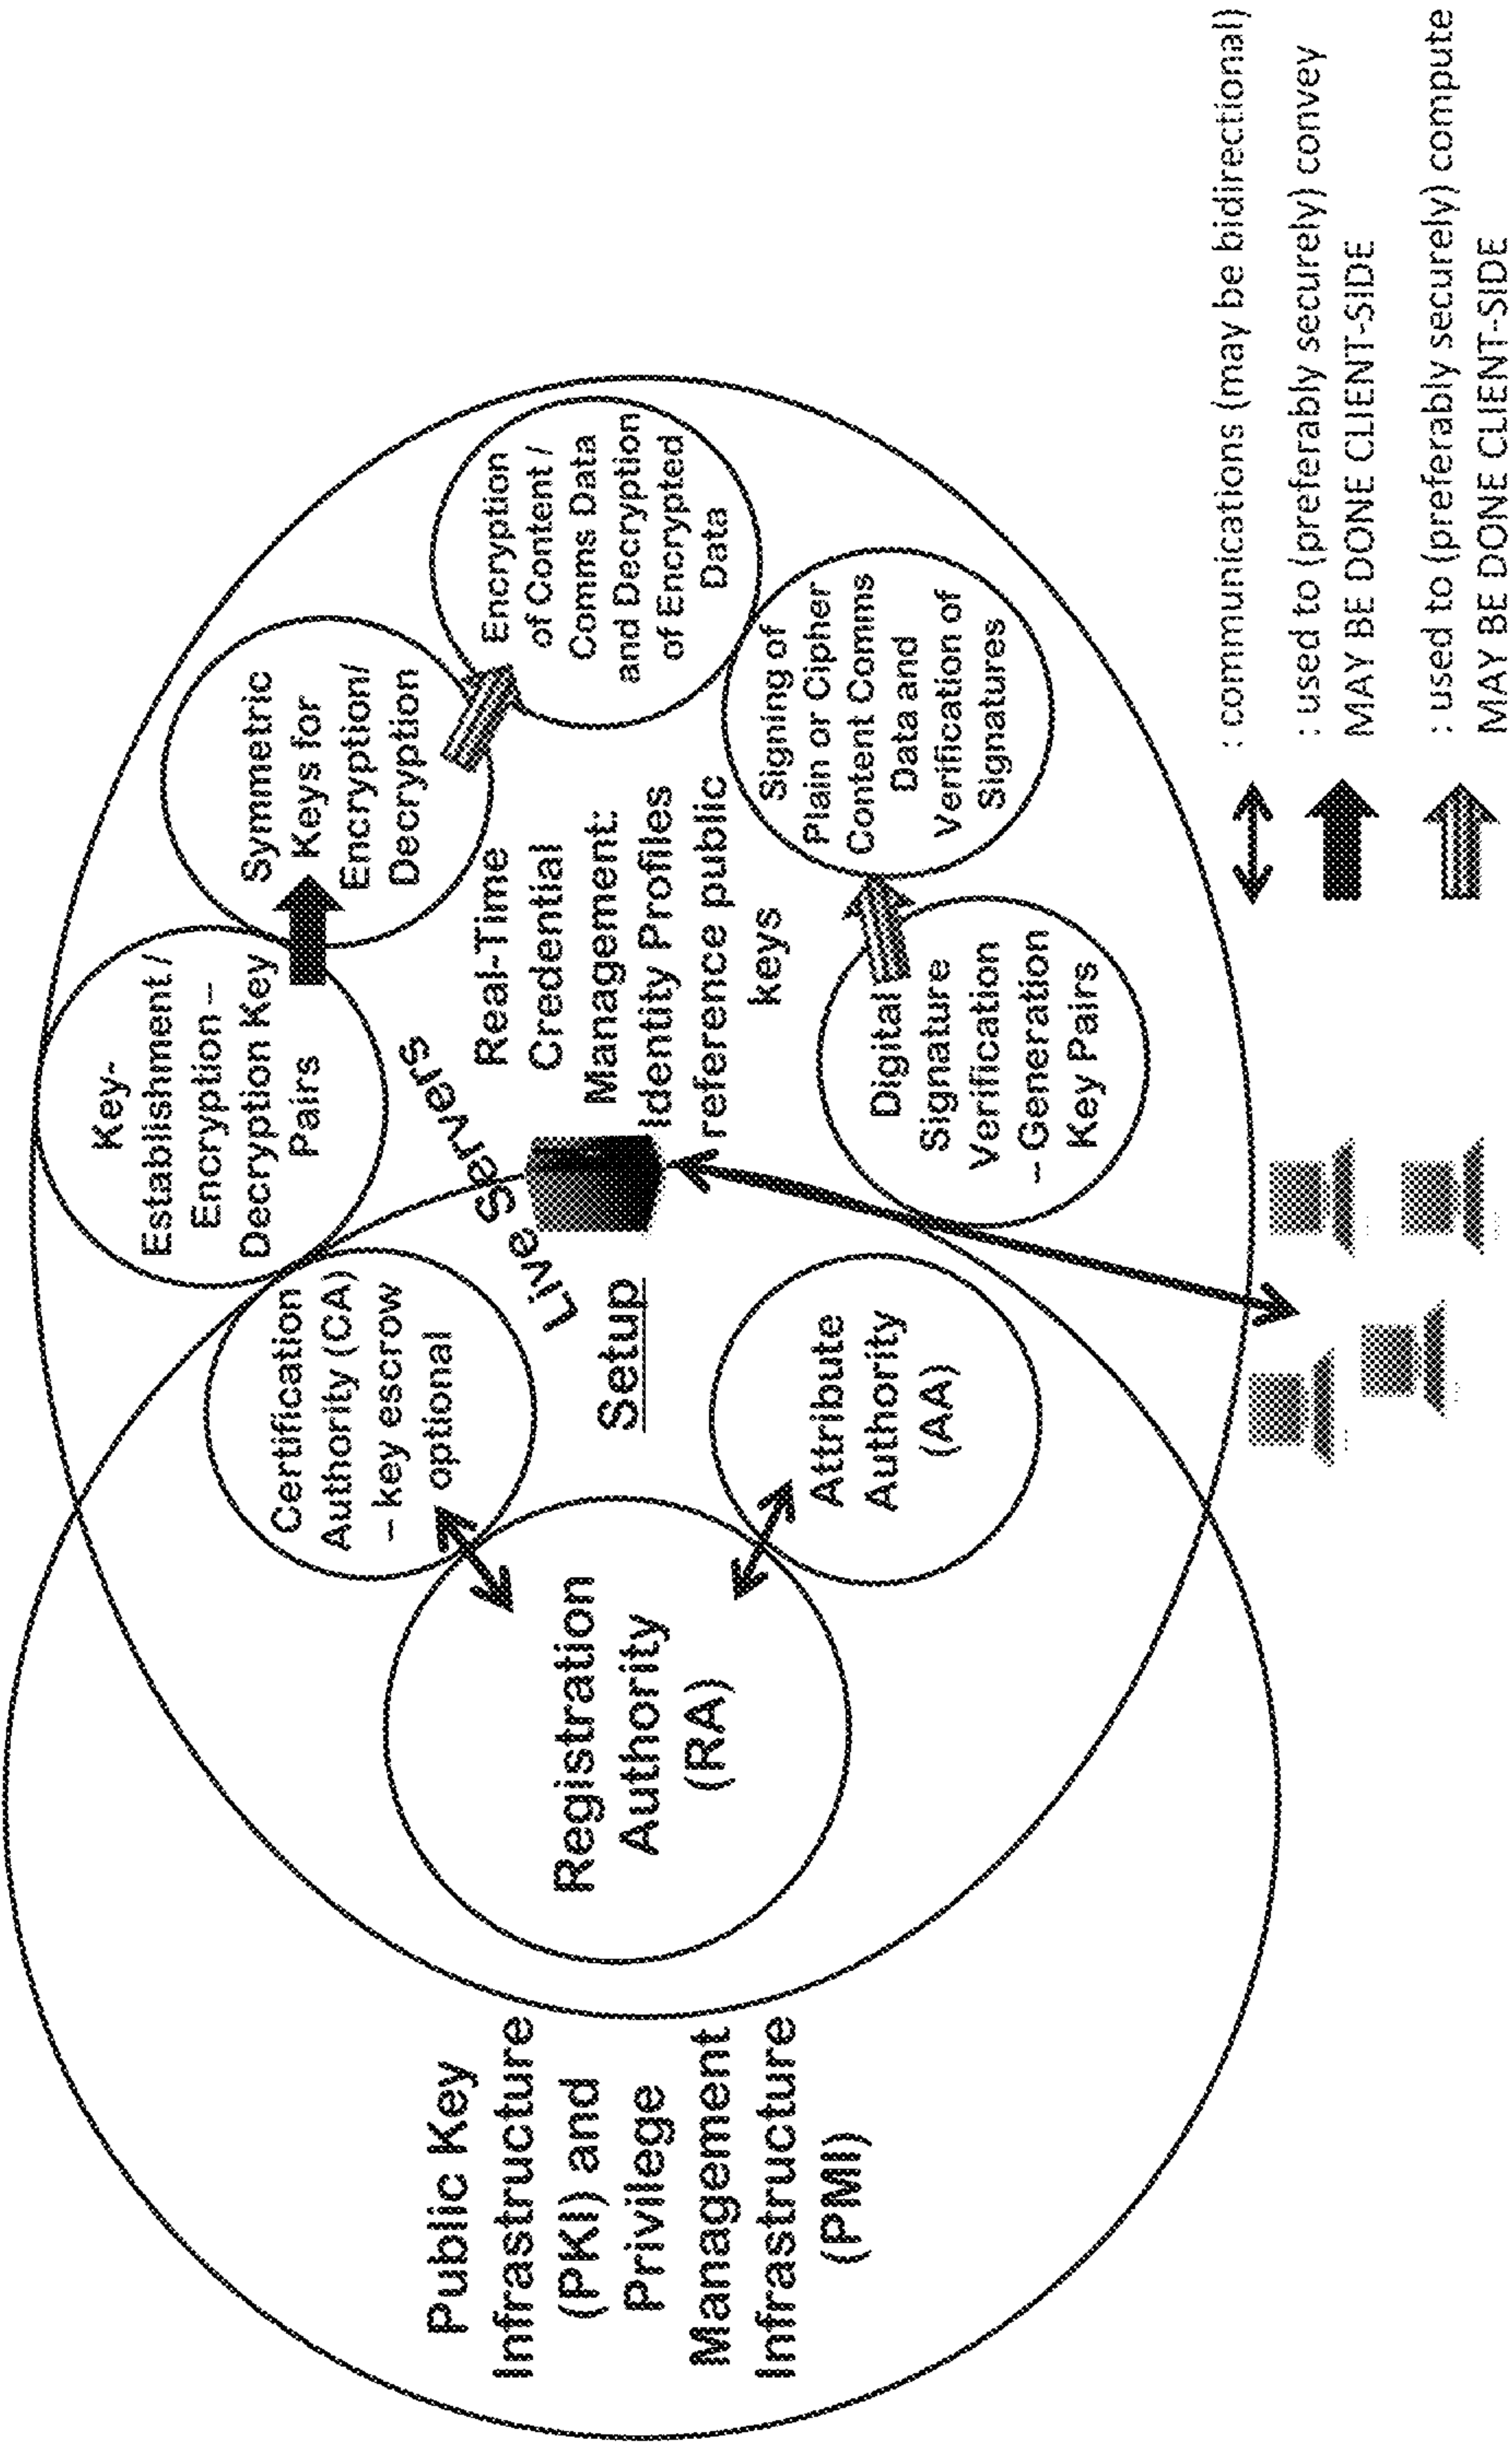 Public Key
Infrastructure
(PKI) and
Privilege
Management
Infrastructure
(PMI)
Registration
Authority
(RA)
Certification
Authority (CA)
– key escrow
optional
Setup
Attribute
Authority
(AA)
Live Servers
Key-
Establishment /
Encryption –
Decryption Key
Pairs
Symmetric
Keys for
Encryption/
Decryption
Encryption
of Content /
Comms Data
and Decryption
of Encrypted
Data
Real-Time
Credential
Management:
Identity Profiles
reference public
keys
Digital
Signature
Verification
– Generation
Key Pairs
Signing of
Plain or Cipher
Content Comms
Data and
Verification of
Signatures
: communications (may be bidirectional)
: used to (preferably securely) convey
MAY BE DONE CLIENT-SIDE
: used to (preferably securely) compute
MAY BE DONE CLIENT-SIDE